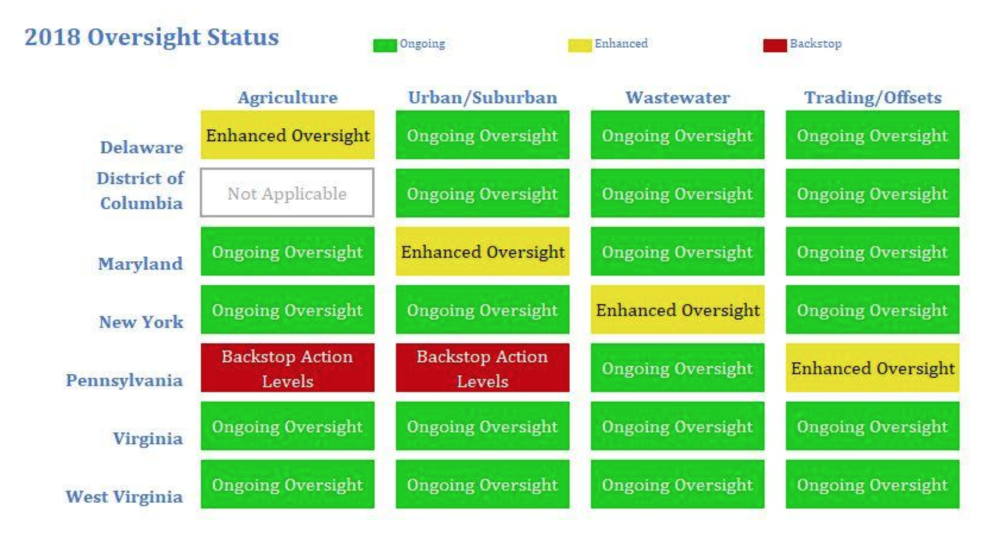 2018 Oversight Status
Ongoing
Enhanced
Backstop
Agriculture
Urban/Suburban
Wastewater
Trading/Offsets
Delaware
Enhanced Oversight
Ongoing Oversight
Ongoing Oversight
Ongoing Oversight
District of
Columbia
Not Applicable
Ongoing Oversight
Ongoing Oversight
Ongoing Oversight
Maryland
Ongoing Oversight
Enhanced Oversight
Ongoing Oversight
Ongoing Oversight
New York
Ongoing Oversight
Ongoing Oversight
Enhanced Oversight
Ongoing Oversight
Pennsylvania
Backstop Action
Levels
Backstop Action
Levels
Ongoing Oversight
Enhanced Oversight
Virginia
Ongoing Oversight
Ongoing Oversight
Ongoing Oversight
Ongoing Oversight
West Virginia
Ongoing Oversight
Ongoing Oversight
Ongoing Oversight
Ongoing Oversight